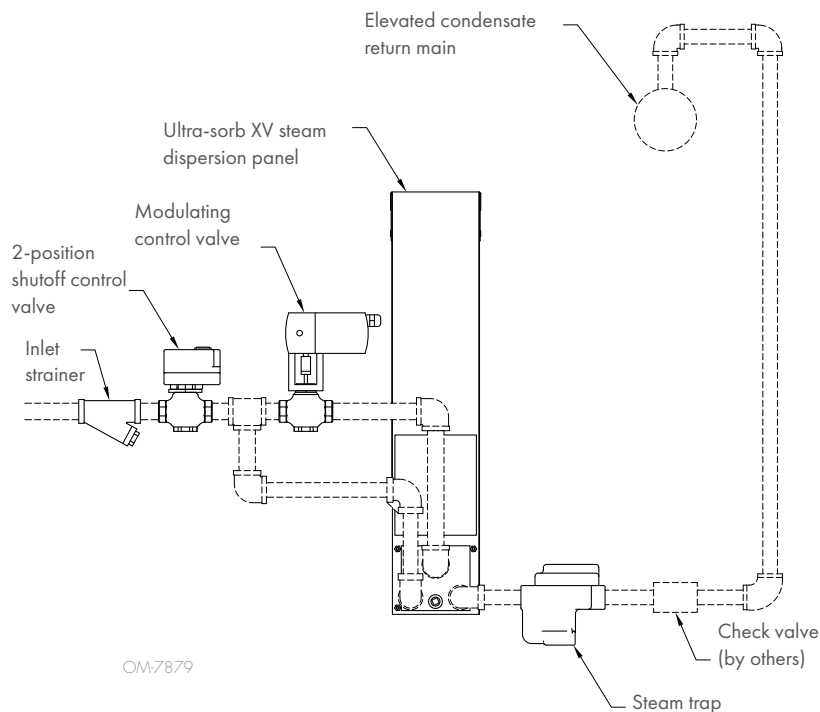 Elevated condensate
return main
Ultra-sorb XV steam
dispersion panel
Modulating
control valve
2-position
shutoff control
valve
Inlet
strainer
Check valve
(by others)
Steam trap
OM-7879